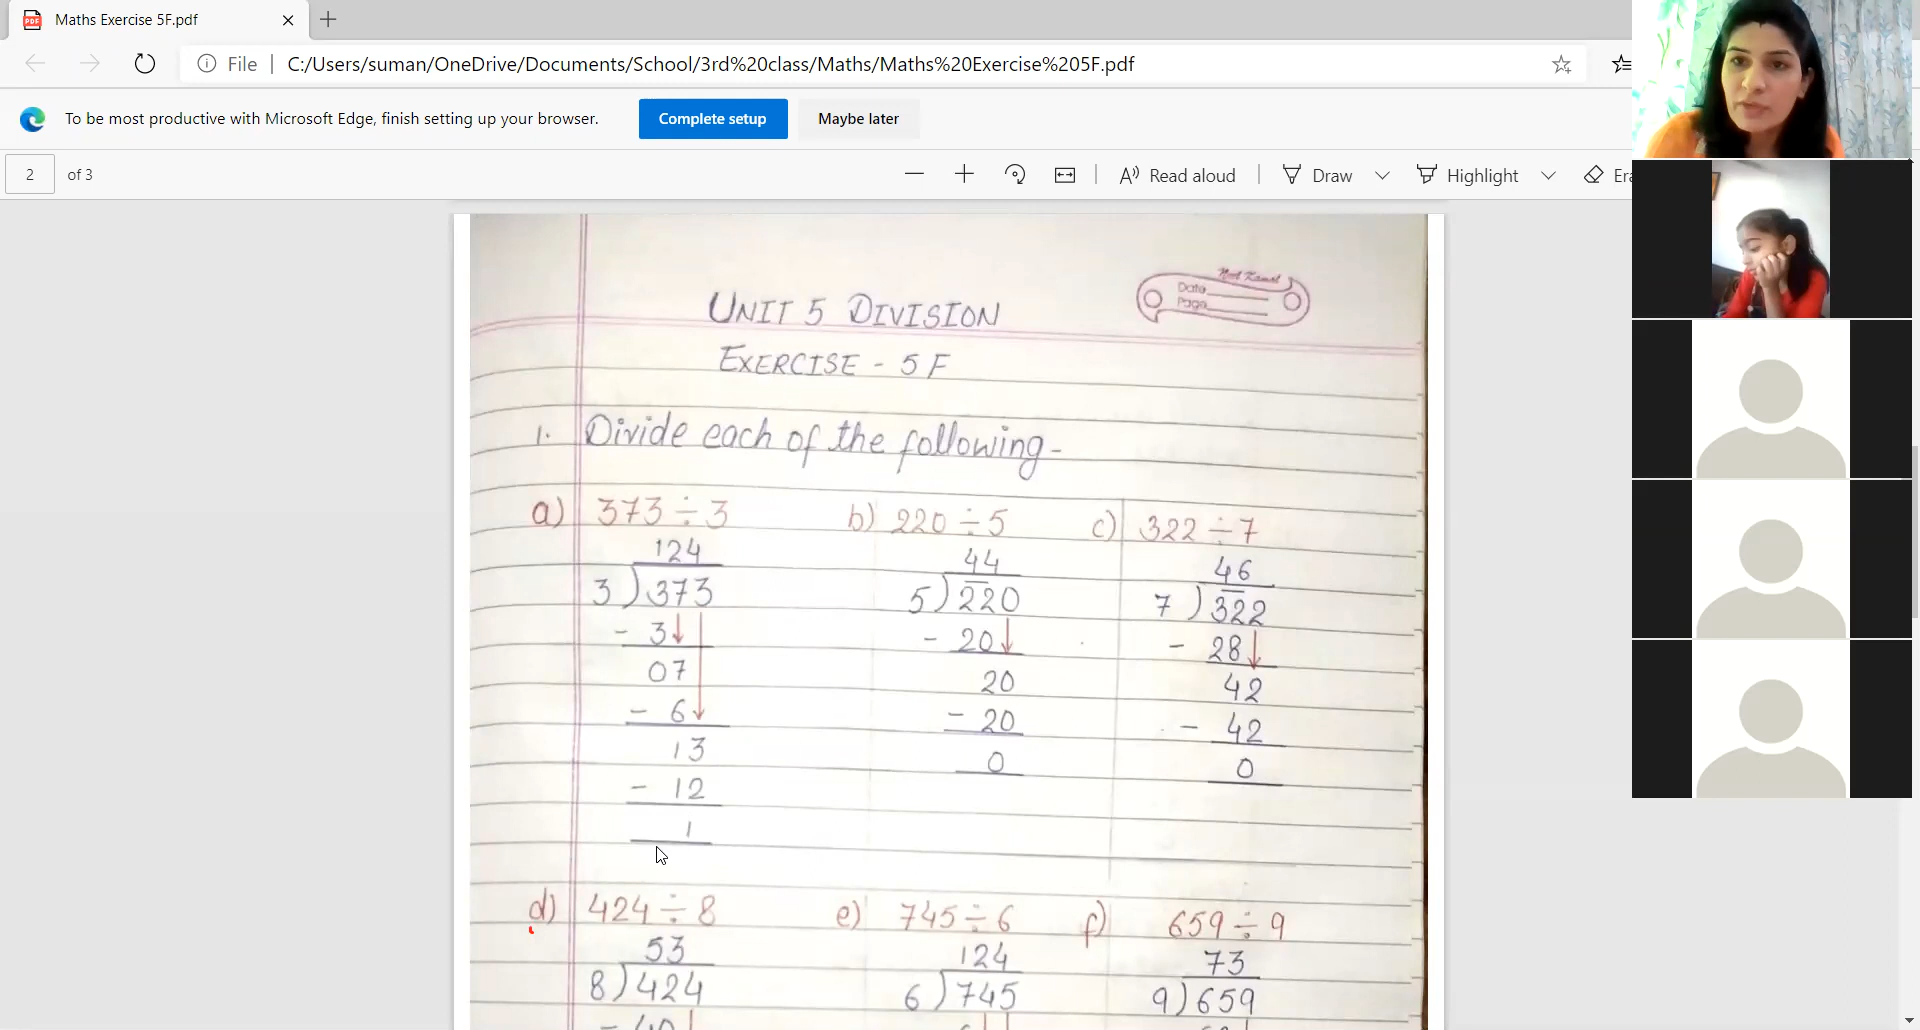 Maths Exercise 5F.pdf
File | C:/Users/suman/OneDrive/Documents/School/3rd%20class/Maths/Maths%20Exercise%205F.pdf
To be most productive with Microsoft Edge, finish setting up your browser. Complete setup Maybe later
2 of 3 Read aloud Draw Highlight Era
Neel Kamal
Date
Page
UNIT 5 DIVISION
EXERCISE - 5F
1. Divide each of the following -
a) 373 ÷ 3 b) 220 ÷ 5 c) 322 ÷ 7
124 44 46
3)373 5)220 7)322
- 3↓ - 20↓ - 28↓
07 20 42
- 6↓ - 20 - 42
13 0 0
- 12
1
d) 424 ÷ 8 e) 745 ÷ 6 f) 659 ÷ 9
53 124 73
8)424 6)745 9)659
- 40